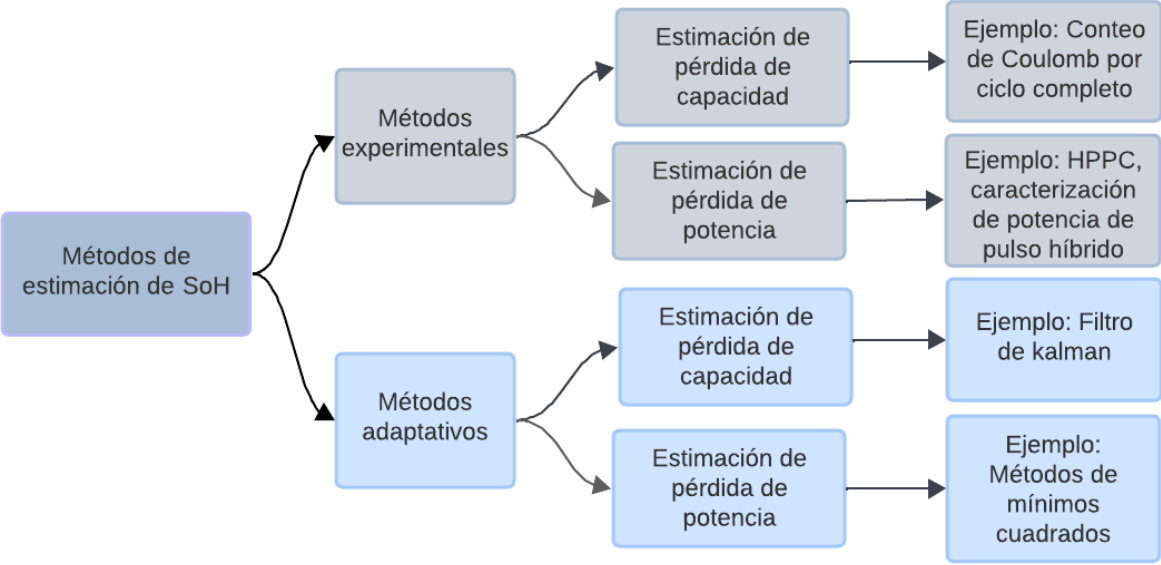 Métodos de
estimación de SoH
Métodos
experimentales
Estimación de
pérdida de
capacidad
Ejemplo: Conteo
de Coulomb por
ciclo completo
Estimación de
pérdida de
potencia
Ejemplo: HPPC,
caracterización
de potencia de
pulso híbrido
Métodos
adaptativos
Estimación de
pérdida de
capacidad
Ejemplo: Filtro
de kalman
Estimación de
pérdida de
potencia
Ejemplo:
Métodos de
mínimos
cuadrados